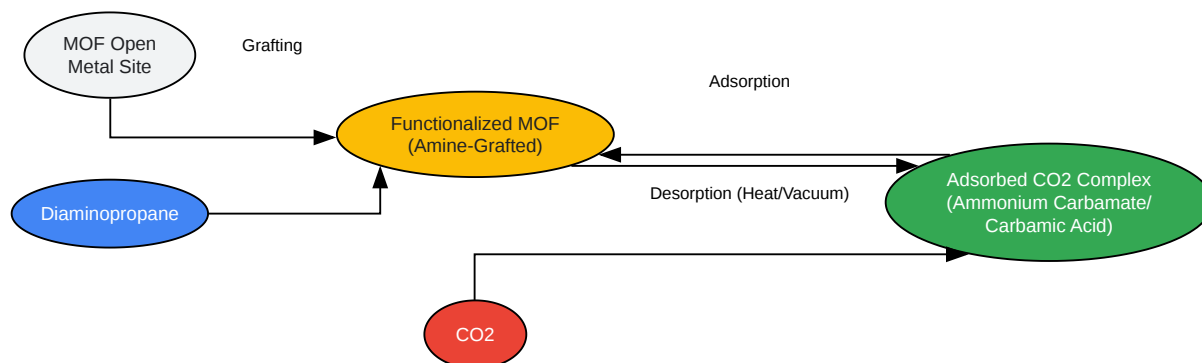 MOF Open
Metal Site
Grafting
Adsorption
Functionalized MOF
(Amine-Grafted)
Desorption (Heat/Vacuum)
Adsorbed CO2 Complex
(Ammonium Carbamate/
Carbamic Acid)
Diaminopropane
CO2